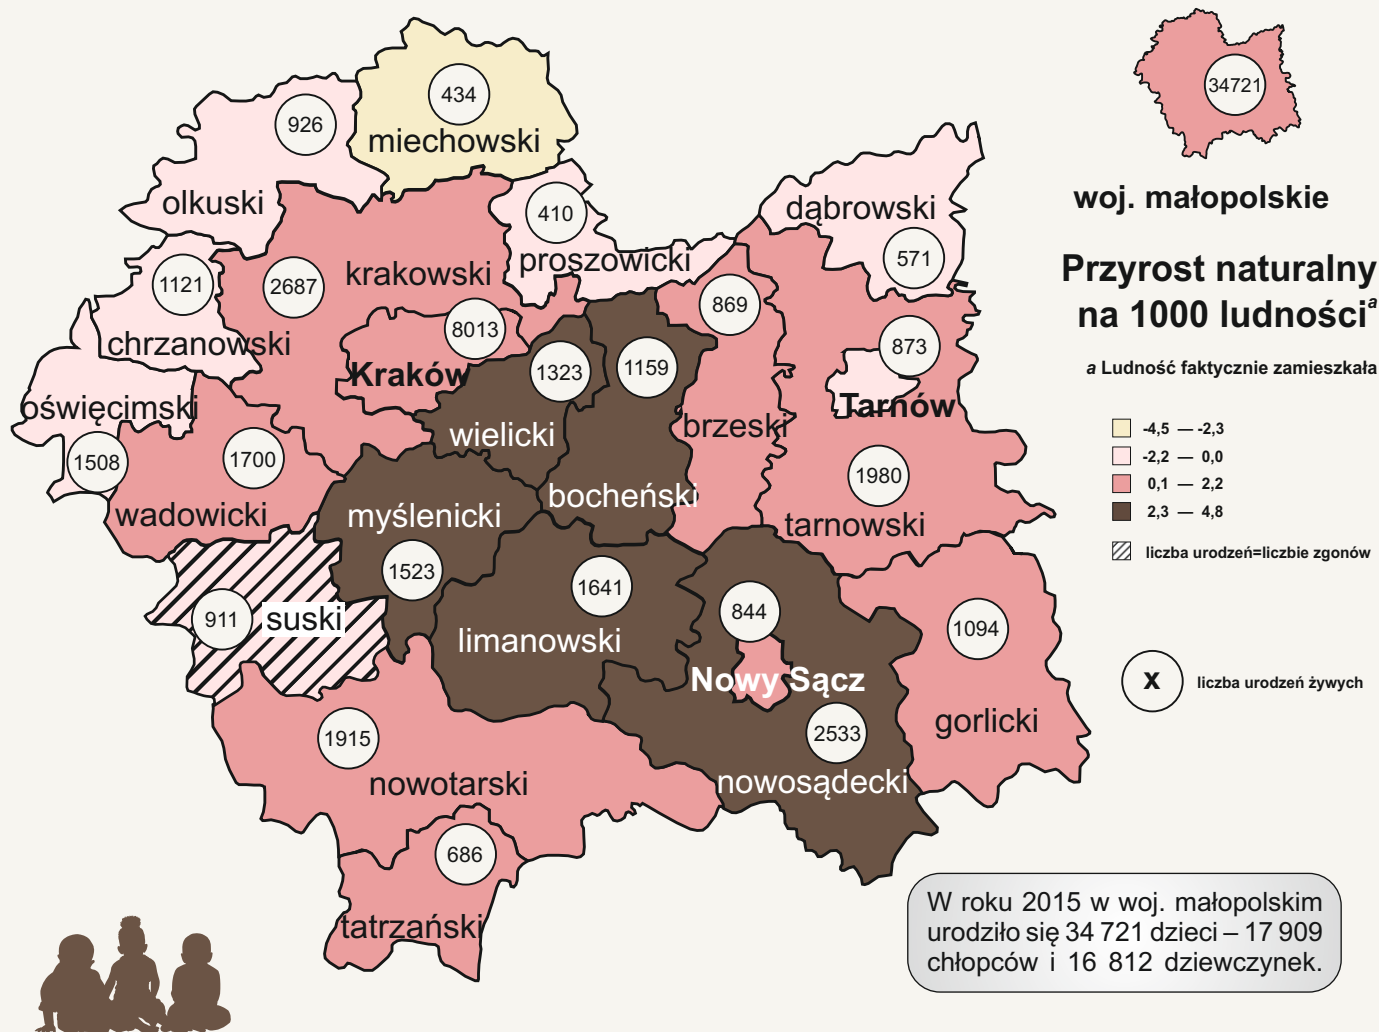 434
miechowski
926
olkuski
34721
woj. małopolskie
Przyrost naturalny
na 1000 ludnościᵃ
a Ludność faktycznie zamieszkała
-4,5 — -2,3
-2,2 — 0,0
0,1 — 2,2
2,3 — 4,8
liczba urodzeń=liczbie zgonów
x
liczba urodzeń żywych
410
proszowicki
dąbrowski
571
1121
chrzanowski
2687
krakowski
8013
Kraków
1323
wielicki
1159
bocheński
869
brzeski
873
Tarnów
1980
tarnowski
oświęcimski
1508
1700
wadowicki
myślenicki
1523
1641
limanowski
844
Nowy Sącz
2533
nowosądecki
1094
gorlicki
911
suski
1915
nowotarski
686
tatrzański
W roku 2015 w woj. małopolskim
urodziło się 34 721 dzieci – 17 909
chłopców i 16 812 dziewczynek.